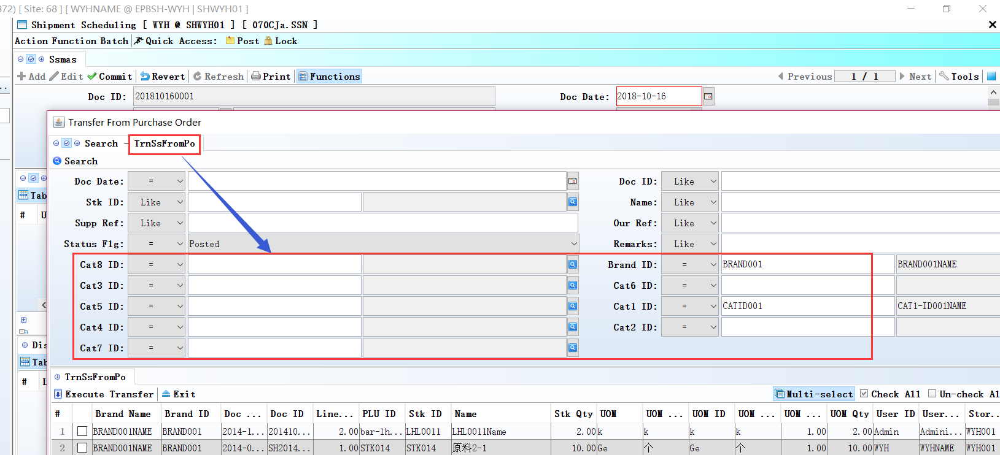 372) [ Site: 68 ] [ WYHNAME @ EPBSH-WYH | SHWYH01 ]
Shipment Scheduling [ WYH @ SHWYH01 ] [ 070CJa.SSN ]
Action Function Batch Quick Access: Post Lock
Ssmas
Add Edit Commit Revert Refresh Print Functions Previous 1 / 1 Next Tools
Doc ID: 201810160001 Doc Date: 2018-10-16
Transfer From Purchase Order
Search - TrnSsFromPo
Search
Doc Date: = Doc ID: Like
Stk ID: Like Name: Like
Supp Ref: Like Our Ref: Like
Status Flg: = Posted Remarks: Like
Cat8 ID: = Brand ID: = BRAND001 BRAND001NAME
Cat3 ID: = Cat6 ID: =
Cat5 ID: = Cat1 ID: = CATID001 CAT1-ID001NAME
Cat4 ID: = Cat2 ID: =
Cat7 ID: =
Tab
# U
Dis
Tab
# L
TrnSsFromPo
Execute Transfer Exit Multi-select Check All Un-check Al
# Brand Name Brand ID Doc ... Doc ID Line... PLU ID Stk ID Name Stk Qty UOM UOM ... UOM ID UOM ... UOM ... UOM Qty User ID User... Stor...
1 BRAND001NAME BRAND001 2014-1... 201410... 2.00 bar-lh... LHL0011 LHL0011Name 2.00 k k k k 1.00 2.00 Admin Admini... WYH001
2 BRAND001NAME BRAND001 2014-0... SH2014... 1.00 STK014 STK014 原料2-1 10.00 Ge 个 Ge 个 1.00 10.00 WYH WYHNAME WYH001